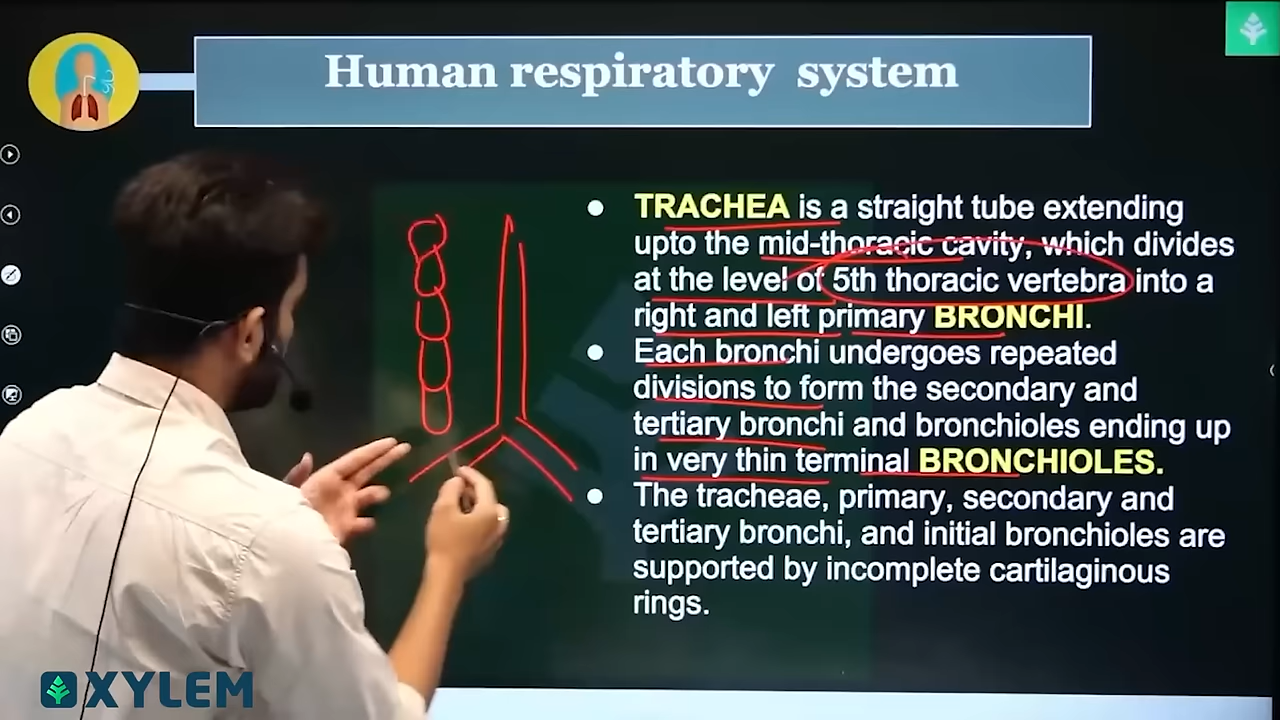 Human respiratory system
TRACHEA is a straight tube extending
upto the mid-thoracic cavity, which divides
at the level of 5th thoracic vertebra into a
right and left primary BRONCHI.
Each bronchi undergoes repeated
divisions to form the secondary and
tertiary bronchi and bronchioles ending up
in very thin terminal BRONCHIOLES.
The tracheae, primary, secondary and
tertiary bronchi, and initial bronchioles are
supported by incomplete cartilaginous
rings.
XYLEM